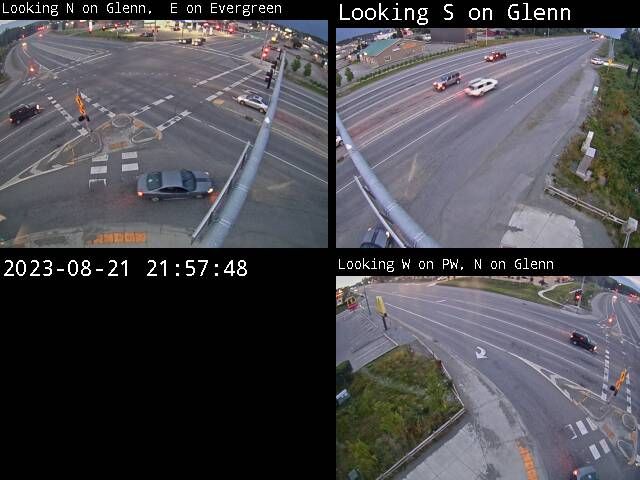 Looking N on Glenn,  E on Evergreen
Looking S on Glenn
2023-08-21 21:57:48
Looking W on PW, N on Glenn